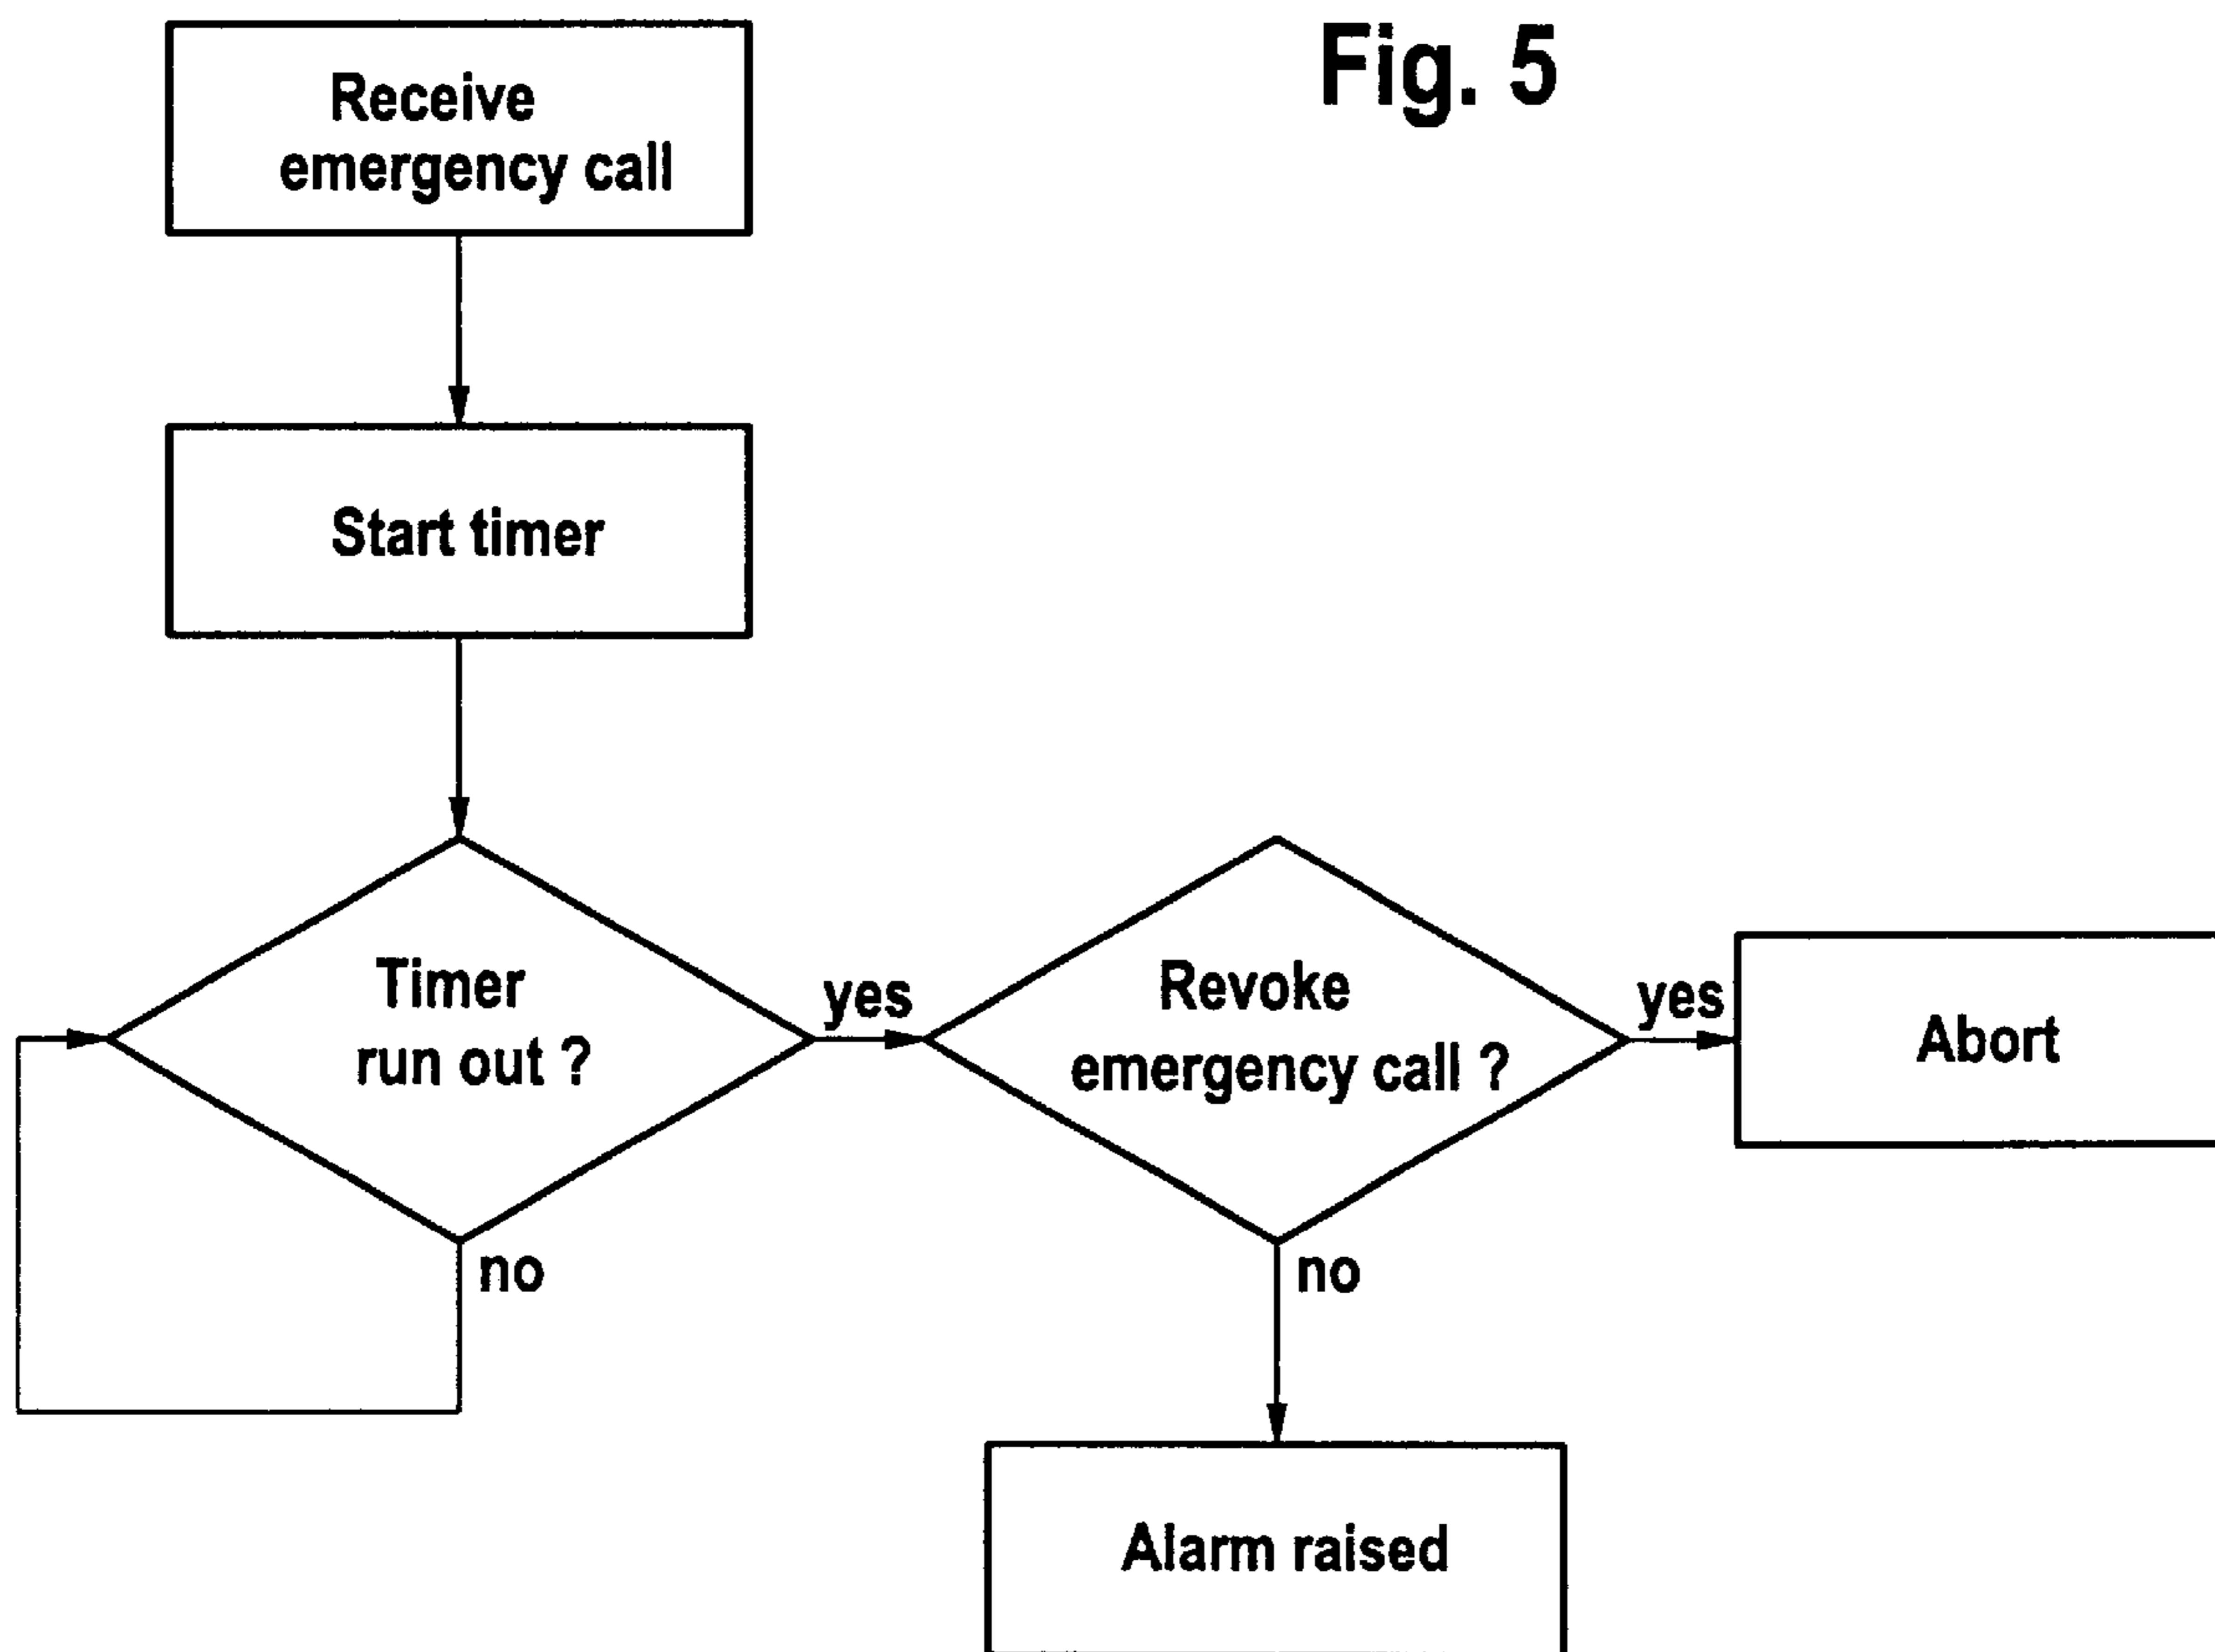 Fig. 5
Receive
emergency call
Start timer
Timer
run out ?
yes
no
Revoke
emergency call ?
yes
no
Abort
Alarm raised